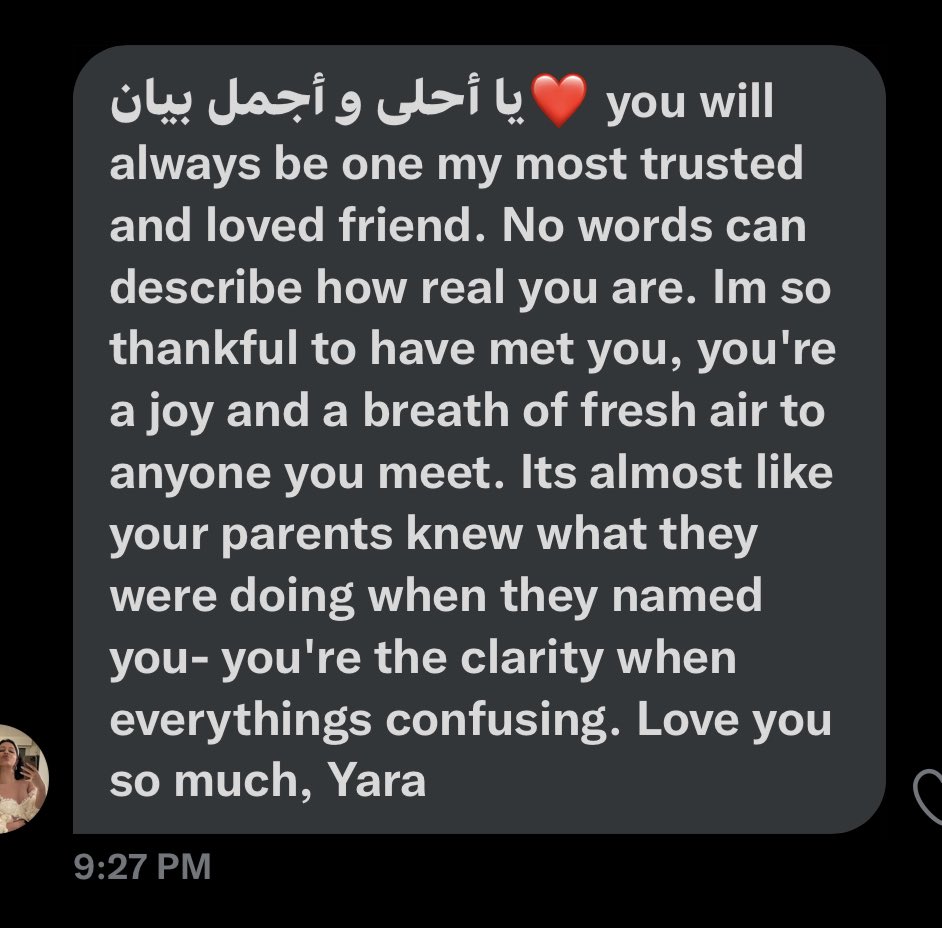 يا أحلى و أجمل بيان❤️ you will
always be one my most trusted
and loved friend. No words can
describe how real you are. Im so
thankful to have met you, you're
a joy and a breath of fresh air to
anyone you meet. Its almost like
your parents knew what they
were doing when they named
you- you're the clarity when
everythings confusing. Love you
so much, Yara
9:27 PM